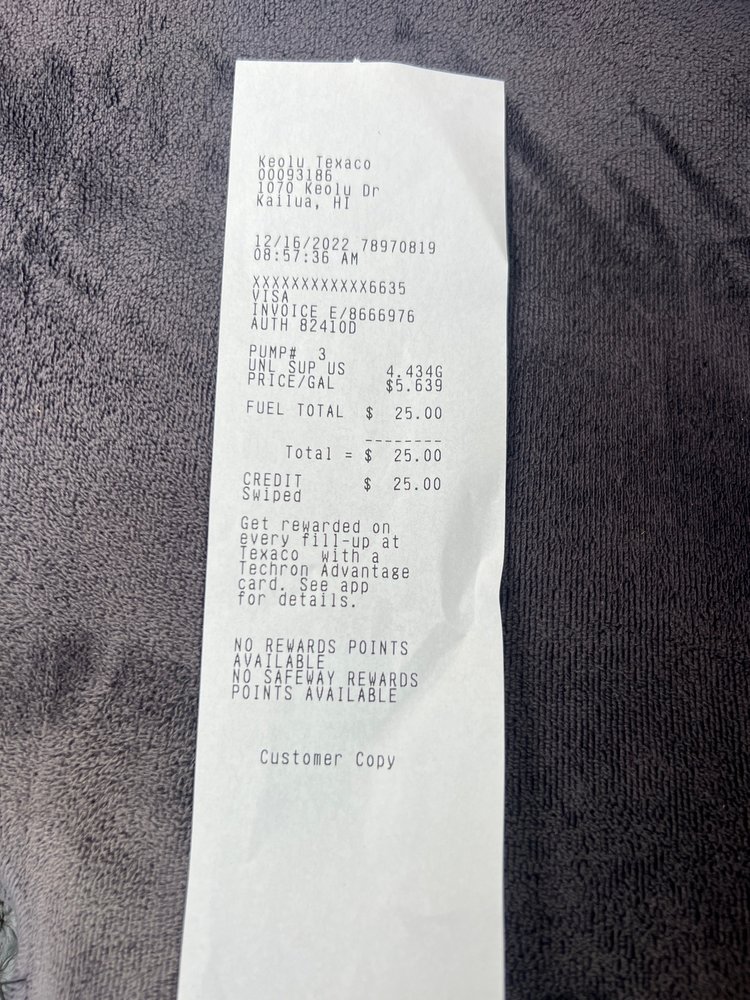 Keolu Texaco
00093186
1070 Keolu Dr
Kailua, HI
12/16/2022 78970819
08:57:36 AM
XXXXXXXXXXXX6635
VISA
INVOICE E/8666976
AUTH 82410D
PUMP# 3
UNL SUP US 4.434G
PRICE/GAL $5.639
FUEL TOTAL $ 25.00
--------
Total = $ 25.00
CREDIT $ 25.00
Swiped
Get rewarded on
every fill-up at
Texaco with a
Techron Advantage
card. See app
for details.
NO REWARDS POINTS
AVAILABLE
NO SAFEWAY REWARDS
POINTS AVAILABLE
Customer Copy